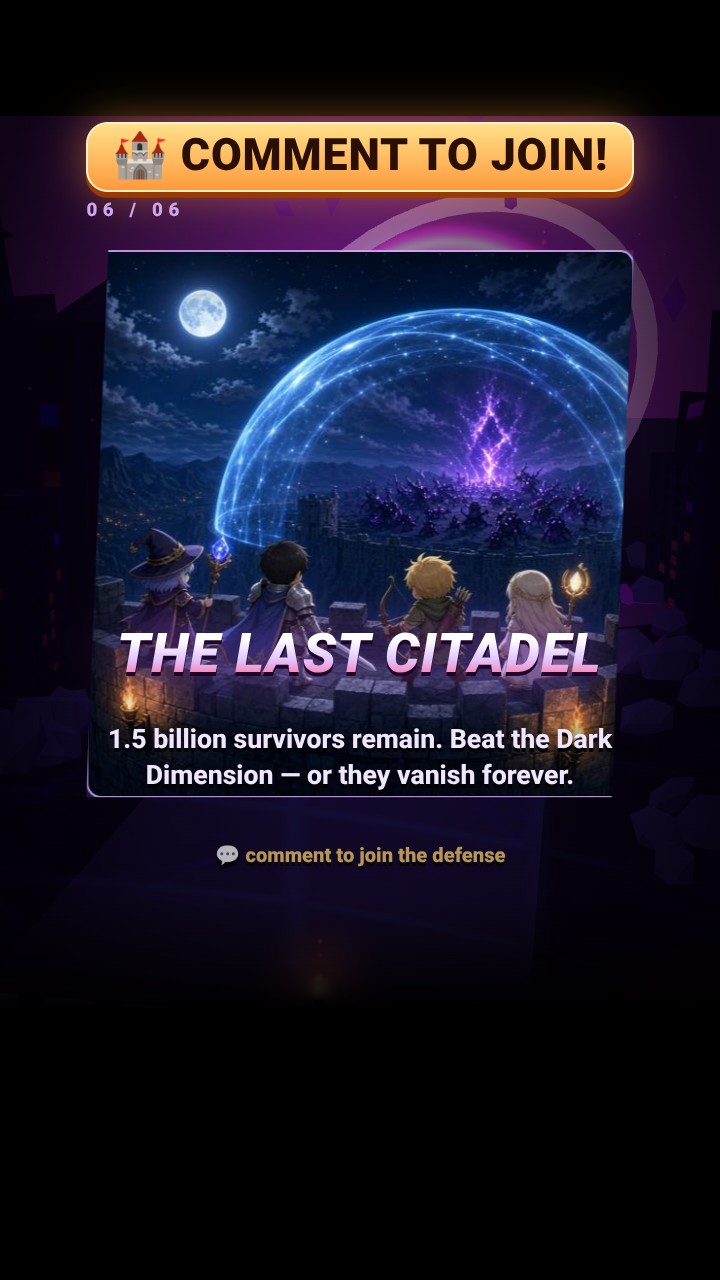 🏰 COMMENT TO JOIN!
06 / 06
THE LAST CITADEL
1.5 billion survivors remain. Beat the Dark
Dimension — or they vanish forever.
💬 comment to join the defense